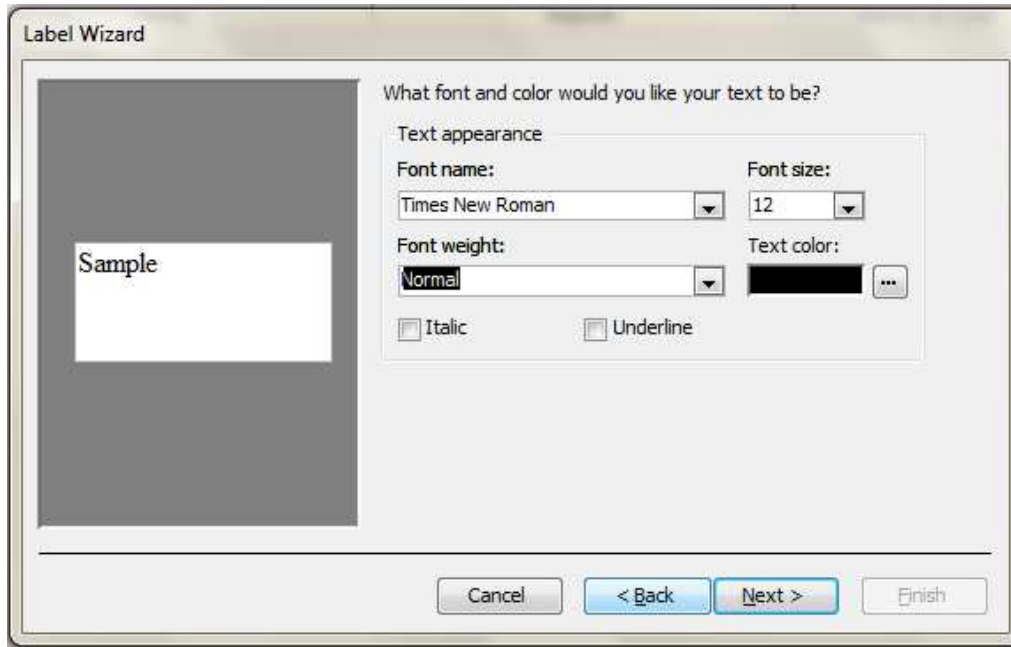 Label Wizard
What font and color would you like your text to be?
Text appearance
Font name: Font size:
Times New Roman 12
Font weight: Text color:
Normal ...
Italic Underline
Sample
Cancel < Back Next > Finish